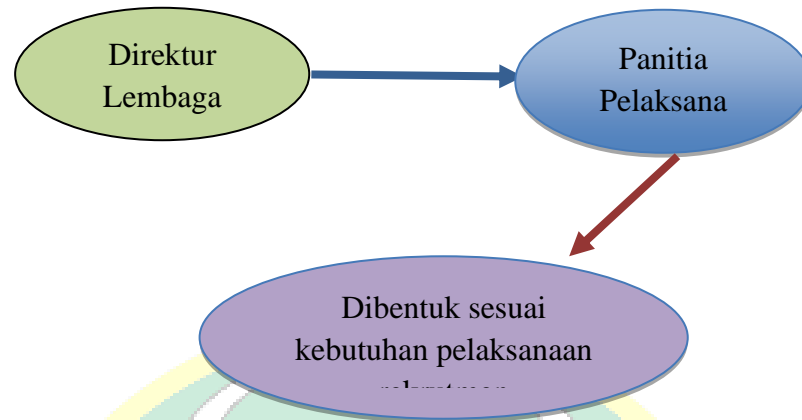 Direktur
Lembaga
Panitia
Pelaksana
Dibentuk sesuai
kebutuhan pelaksanaan